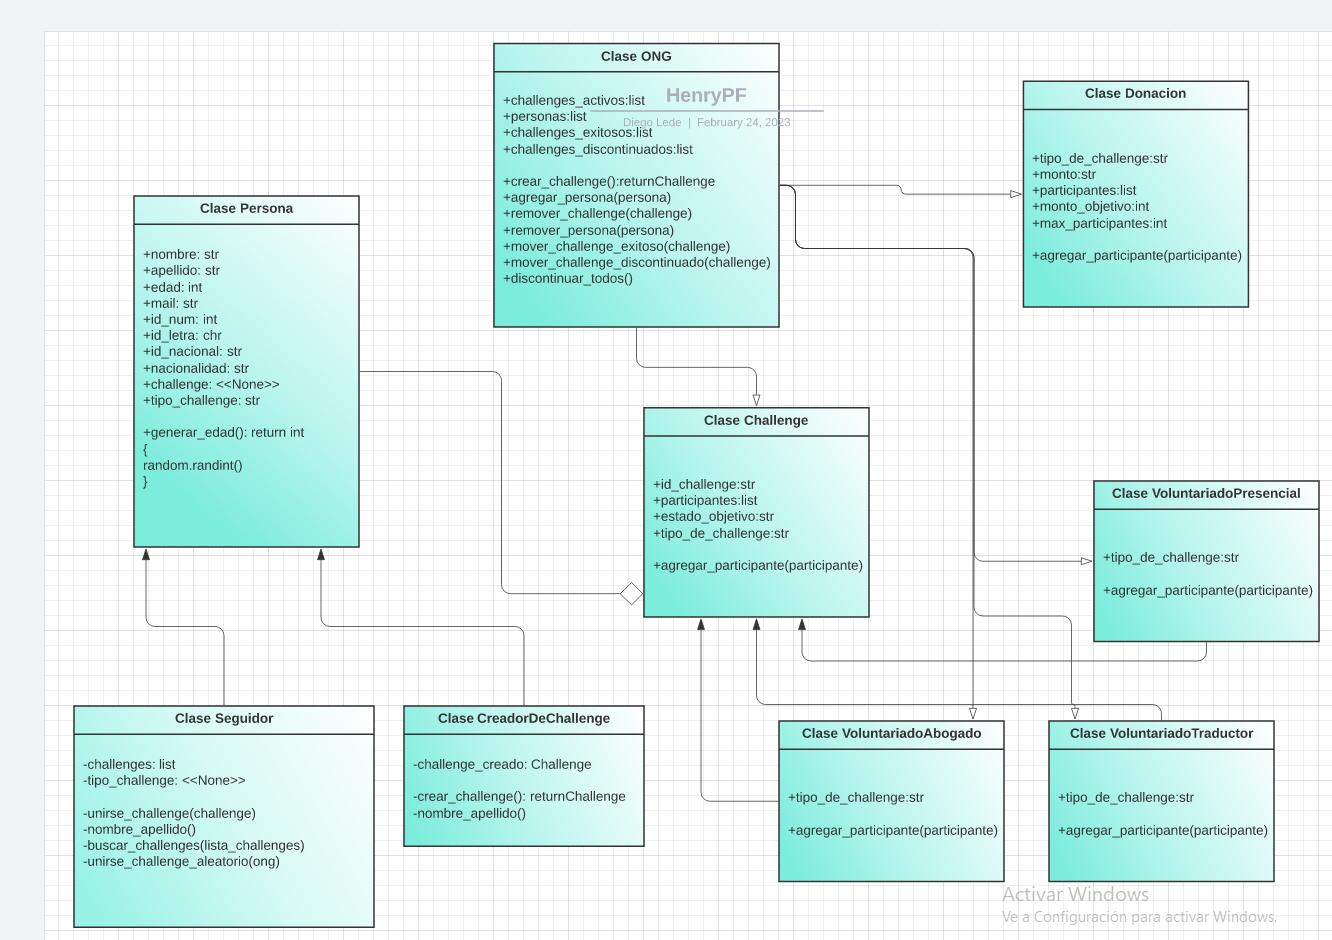 Clase ONG
+challenges_activos:list
+personas:list
+challenges_exitosos:list
+challenges_discontinuados:list
+crear_challenge():returnChallenge
+agregar_persona(persona)
+remover_challenge(challenge)
+remover_persona(persona)
+mover_challenge_exitoso(challenge)
+mover_challenge_discontinuado(challenge)
+discontinuar_todos()
HenryPF
Diego Lede | February 24, 2023
Clase Donacion
+tipo_de_challenge:str
+monto:str
+participantes:list
+monto_objetivo:int
+max_participantes:int
+agregar_participante(participante)
Clase Persona
+nombre: str
+apellido: str
+edad: int
+mail: str
+id_num: int
+id_letra: chr
+id_nacional: str
+nacionalidad: str
+challenge: <<None>>
+tipo_challenge: str
+generar_edad(): return int
{
random.randint()
}
Clase Challenge
+id_challenge:str
+participantes:list
+estado_objetivo:str
+tipo_de_challenge:str
+agregar_participante(participante)
Clase VoluntariadoPresencial
+tipo_de_challenge:str
+agregar_participante(participante)
Clase Seguidor
-challenges: list
-tipo_challenge: <<None>>
-unirse_challenge(challenge)
-nombre_apellido()
-buscar_challenges(lista_challenges)
-unirse_challenge_aleatorio(ong)
Clase CreadorDeChallenge
-challenge_creado: Challenge
-crear_challenge(): returnChallenge
-nombre_apellido()
Clase VoluntariadoAbogado
+tipo_de_challenge:str
+agregar_participante(participante)
Clase VoluntariadoTraductor
+tipo_de_challenge:str
+agregar_participante(participante)
Activar Windows
Ve a Configuración para activar Windows.